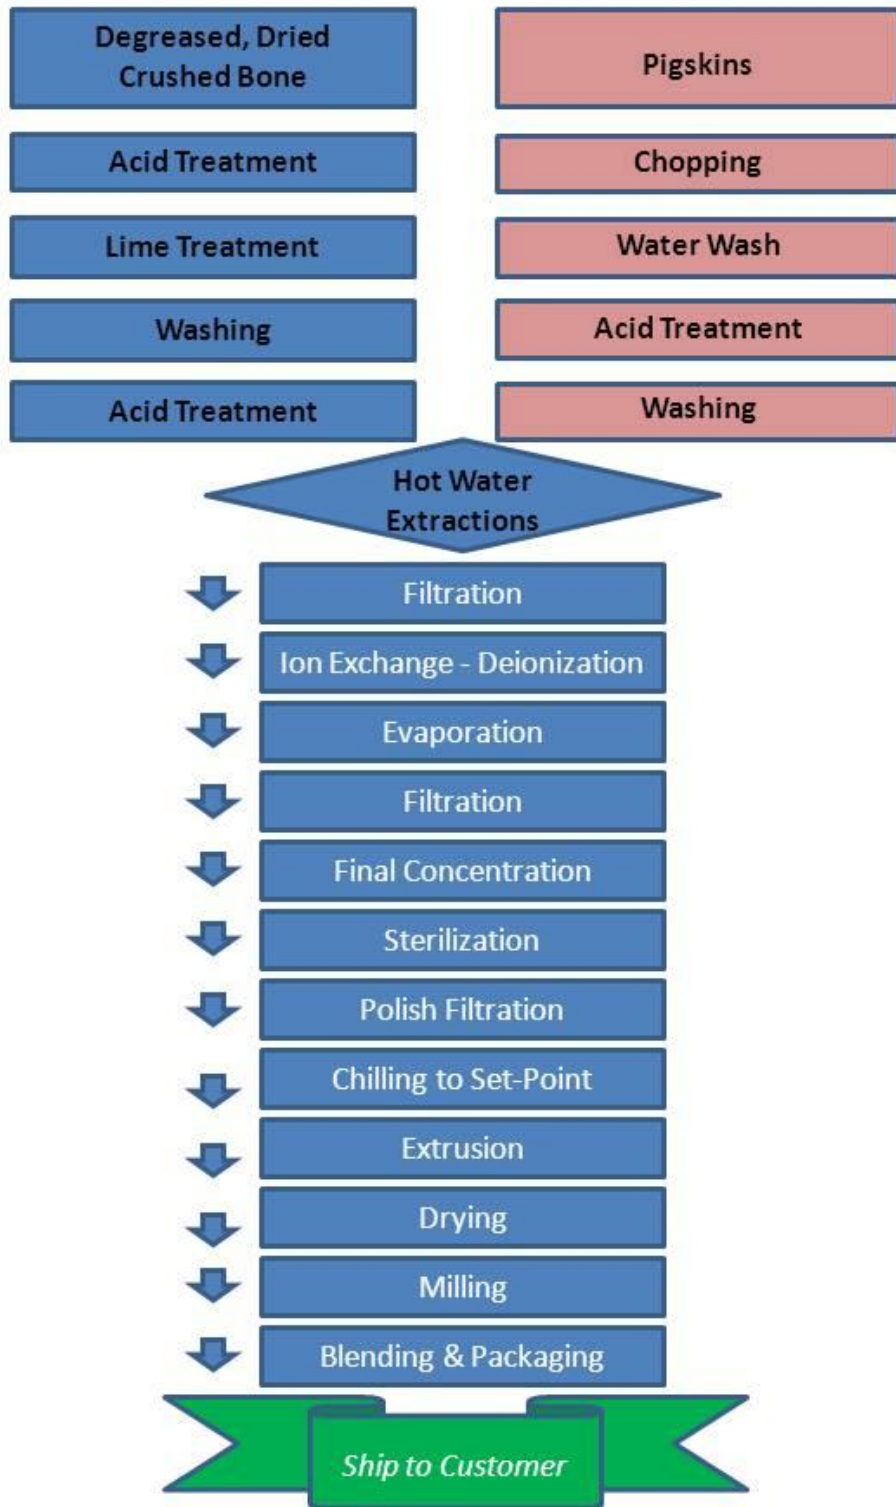 Degreased, Dried
Crushed Bone
Pigskins
Acid Treatment
Chopping
Lime Treatment
Water Wash
Washing
Acid Treatment
Acid Treatment
Washing
Hot Water
Extractions
Filtration
Ion Exchange - Deionization
Evaporation
Filtration
Final Concentration
Sterilization
Polish Filtration
Chilling to Set-Point
Extrusion
Drying
Milling
Blending & Packaging
Ship to Customer